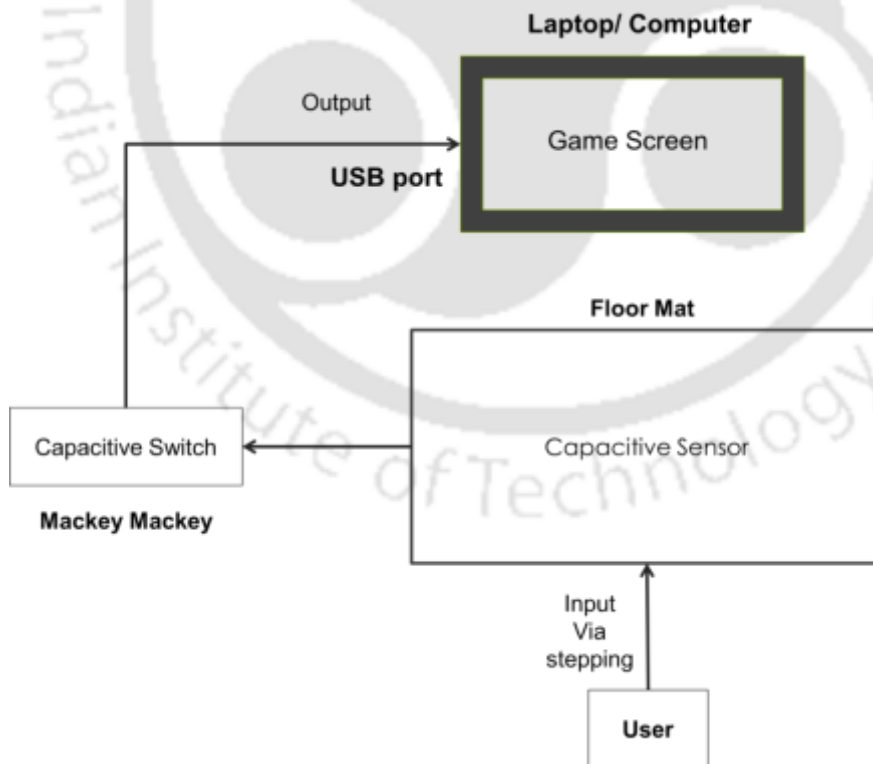 Laptop/ Computer
Output
Game Screen
USB port
Floor Mat
Capacitive Switch
Capacitive Sensor
Mackey Mackey
Input
Via
stepping
User
Indian Institute of Technology